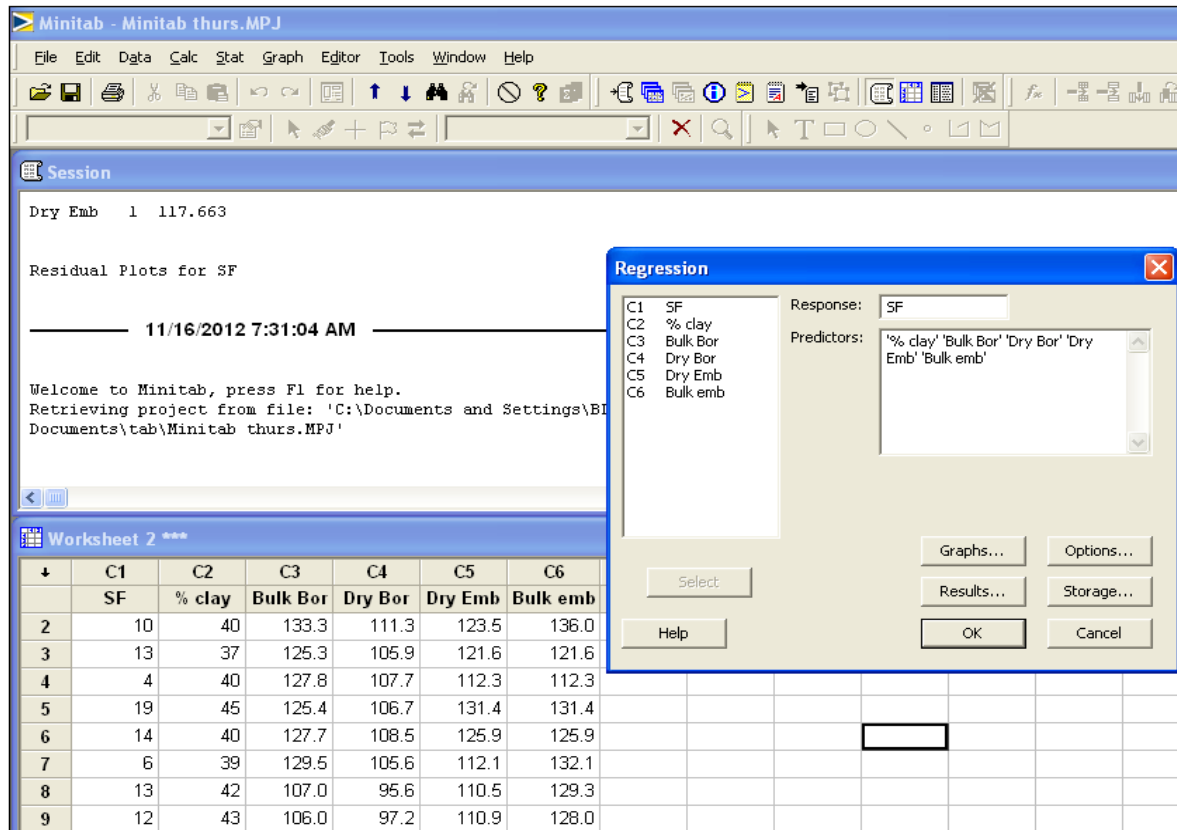 Minitab - Minitab thurs.MPJ
File Edit Data Calc Stat Graph Editor Tools Window Help
Session
Dry Emb 1 117.663
Residual Plots for SF
11/16/2012 7:31:04 AM
Welcome to Minitab, press F1 for help.
Retrieving project from file: 'C:\Documents and Settings\
Documents\tab\Minitab thurs.MPJ'
Regression
C1 SF
C2 % clay
C3 Bulk Bor
C4 Dry Bor
C5 Dry Emb
C6 Bulk emb
Response: SF
Predictors: '% clay' 'Bulk Bor' 'Dry Bor' 'Dry
Emb' 'Bulk emb'
Graphs... Options...
Select
Results... Storage...
Help OK Cancel
Worksheet 2 ***
C1 C2 C3 C4 C5 C6
SF % clay Bulk Bor Dry Bor Dry Emb Bulk emb
2 10 40 133.3 111.3 123.5 136.0
3 13 37 125.3 105.9 121.6 121.6
4 4 40 127.8 107.7 112.3 112.3
5 19 45 125.4 106.7 131.4 131.4
6 14 40 127.7 108.5 125.9 125.9
7 6 39 129.5 105.6 112.1 132.1
8 13 42 107.0 95.6 110.5 129.3
9 12 43 106.0 97.2 110.9 128.0